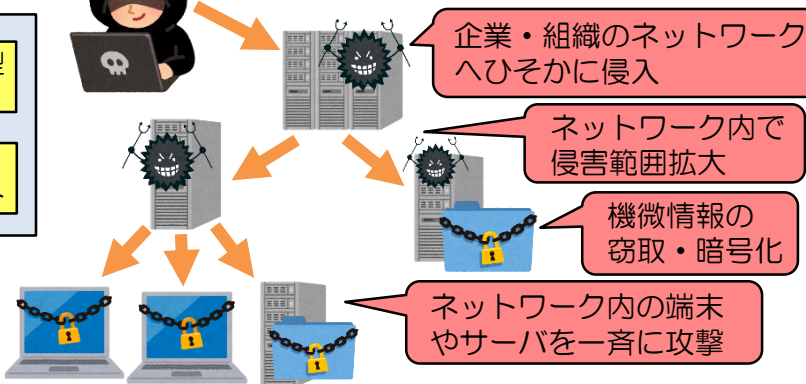 企業・組織のネットワーク
へひそかに侵入
ネットワーク内で
侵害範囲拡大
機微情報の
窃取・暗号化
ネットワーク内の端末
やサーバを一斉に攻撃